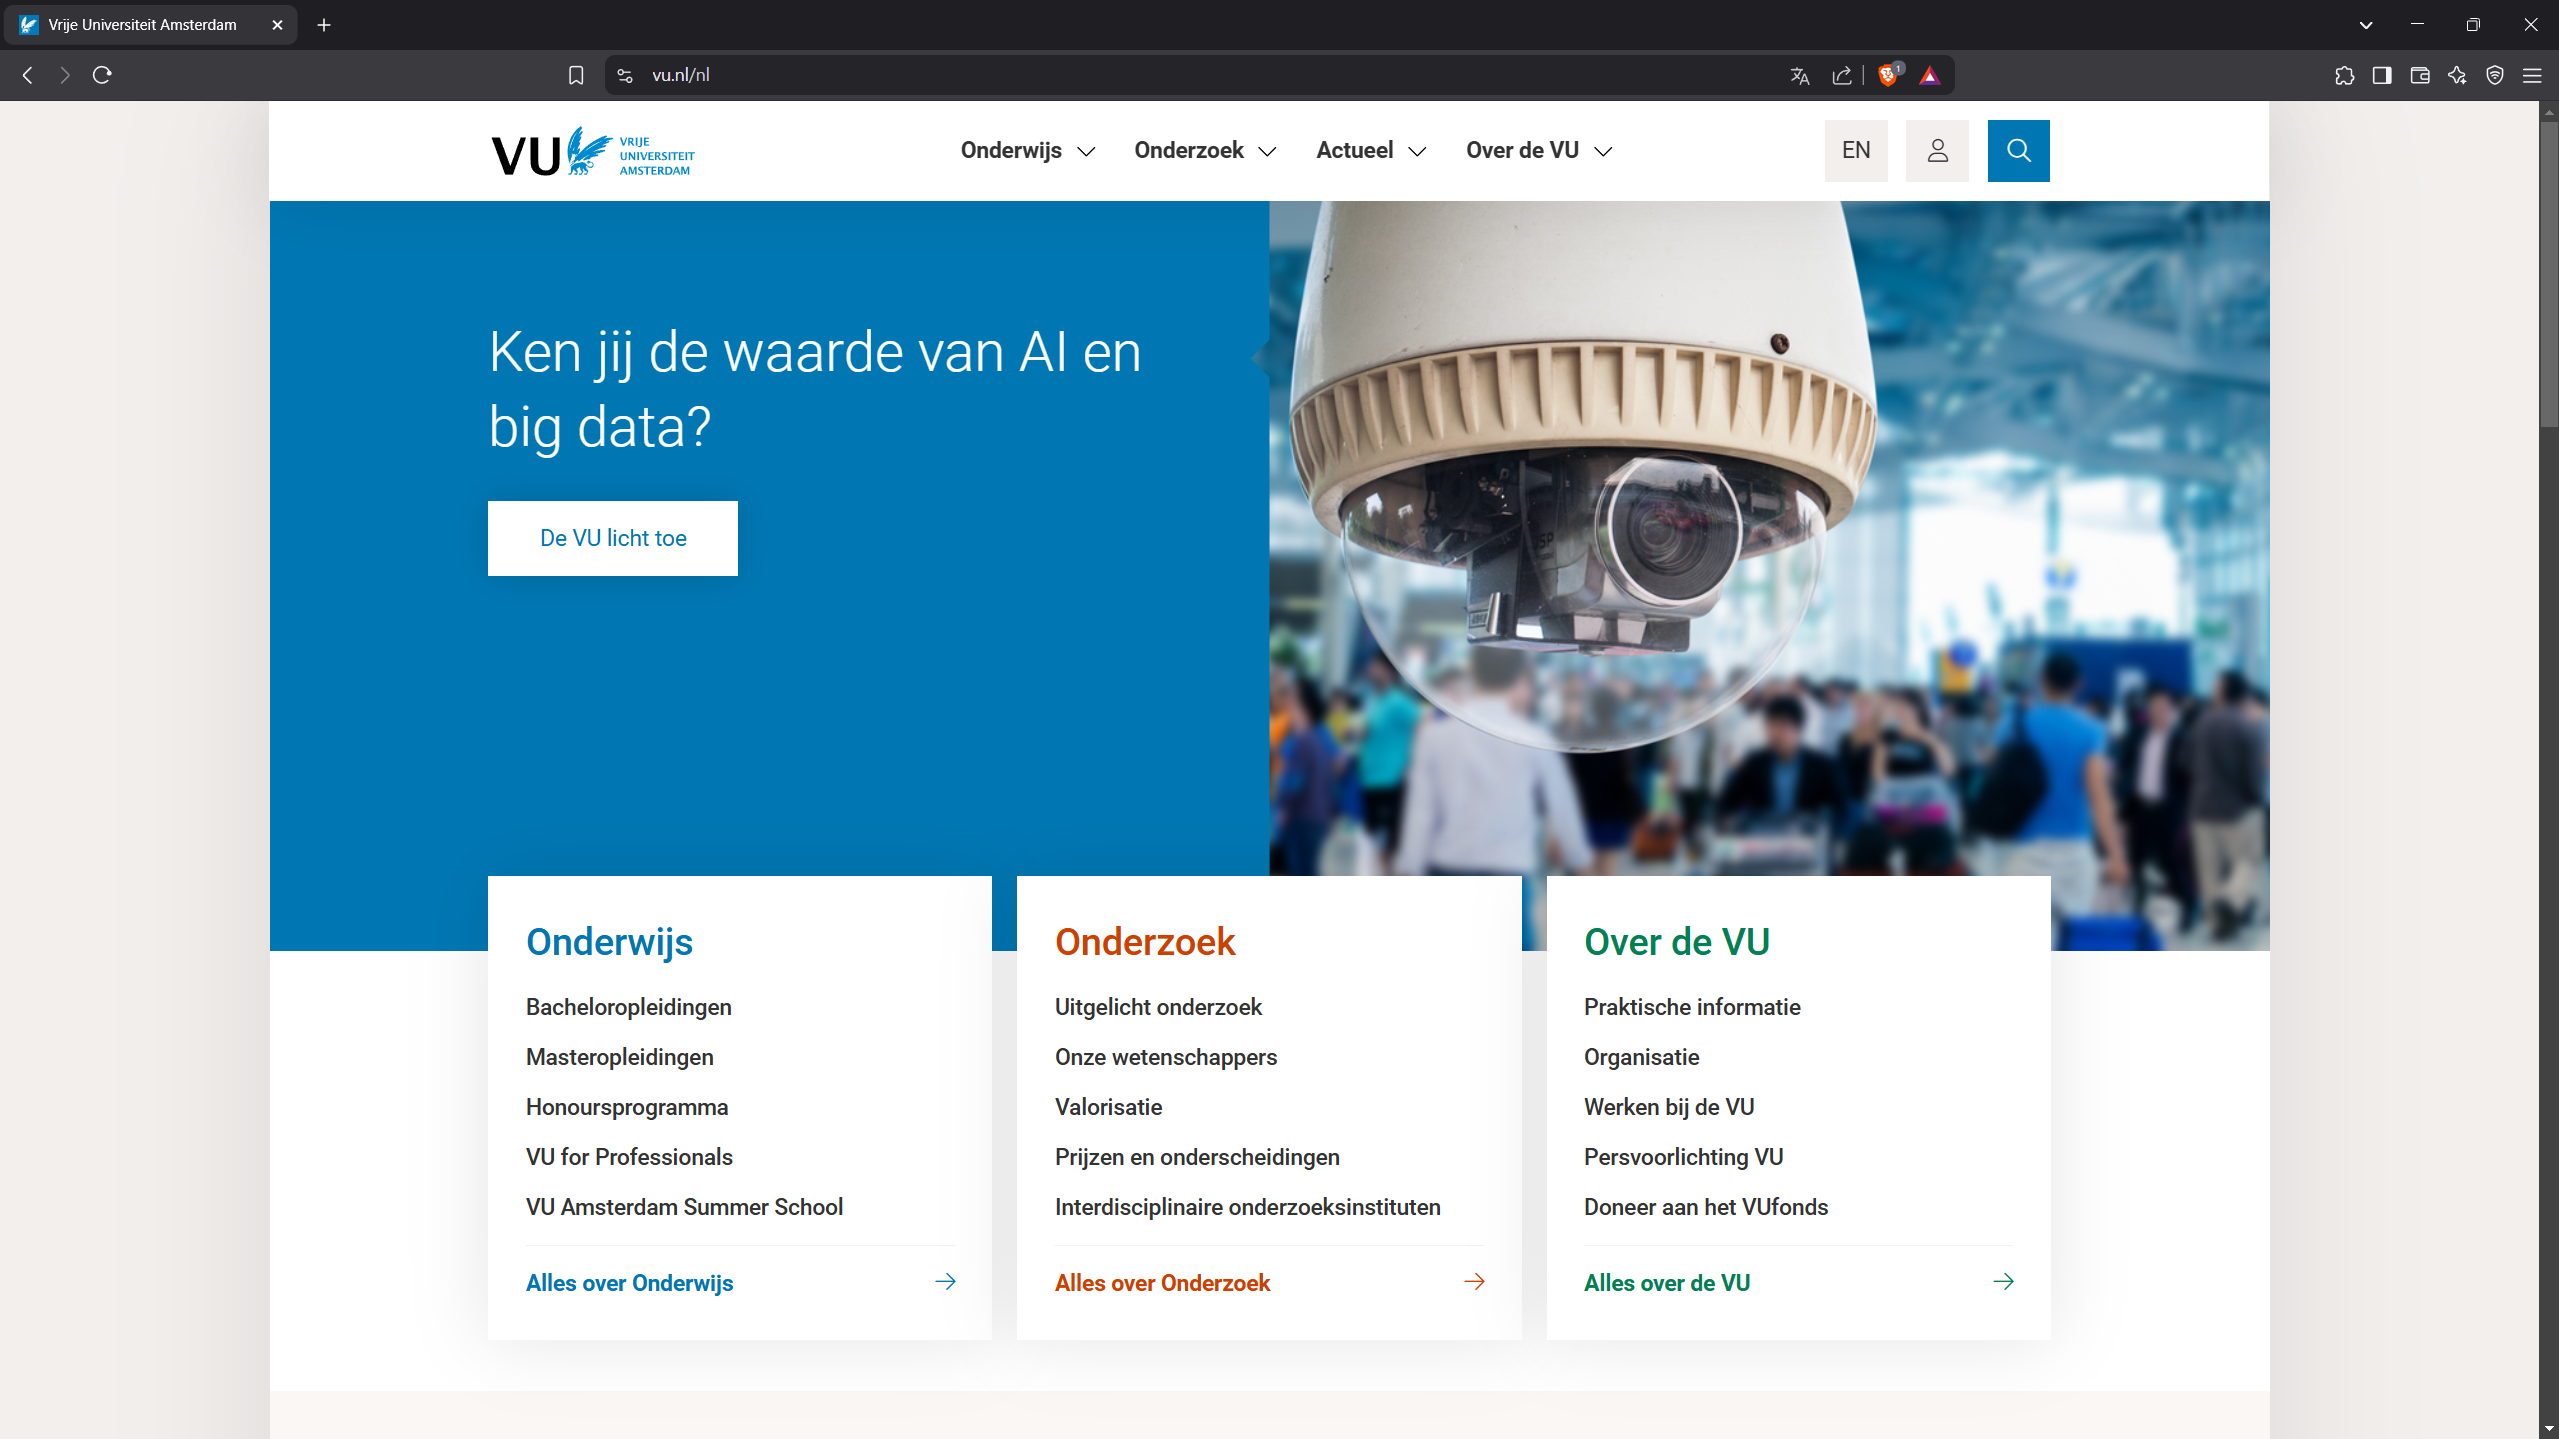 Vrije Universiteit Amsterdam
vu.nl/nl
1
VU VRIJE
UNIVERSITEIT
AMSTERDAM
Onderwijs
Onderzoek
Actueel
Over de VU
EN
Ken jij de waarde van AI en
big data?
De VU licht toe
SP
Onderwijs
Bacheloropleidingen
Masteropleidingen
Honoursprogramma
VU for Professionals
VU Amsterdam Summer School
Alles over Onderwijs
Onderzoek
Uitgelicht onderzoek
Onze wetenschappers
Valorisatie
Prijzen en onderscheidingen
Interdisciplinaire onderzoeksinstituten
Alles over Onderzoek
Over de VU
Praktische informatie
Organisatie
Werken bij de VU
Persvoorlichting VU
Doneer aan het VUfonds
Alles over de VU